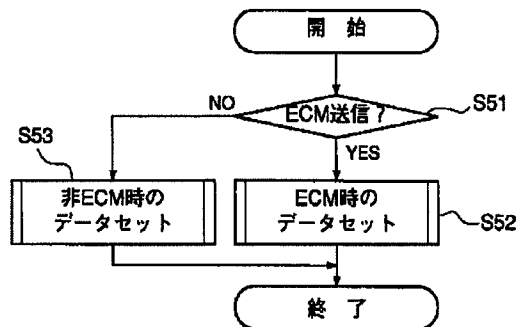 開 始
ECM送信？
S51
NO
YES
S53
非ECM時の
データセット
ECM時の
データセット
S52
終 了